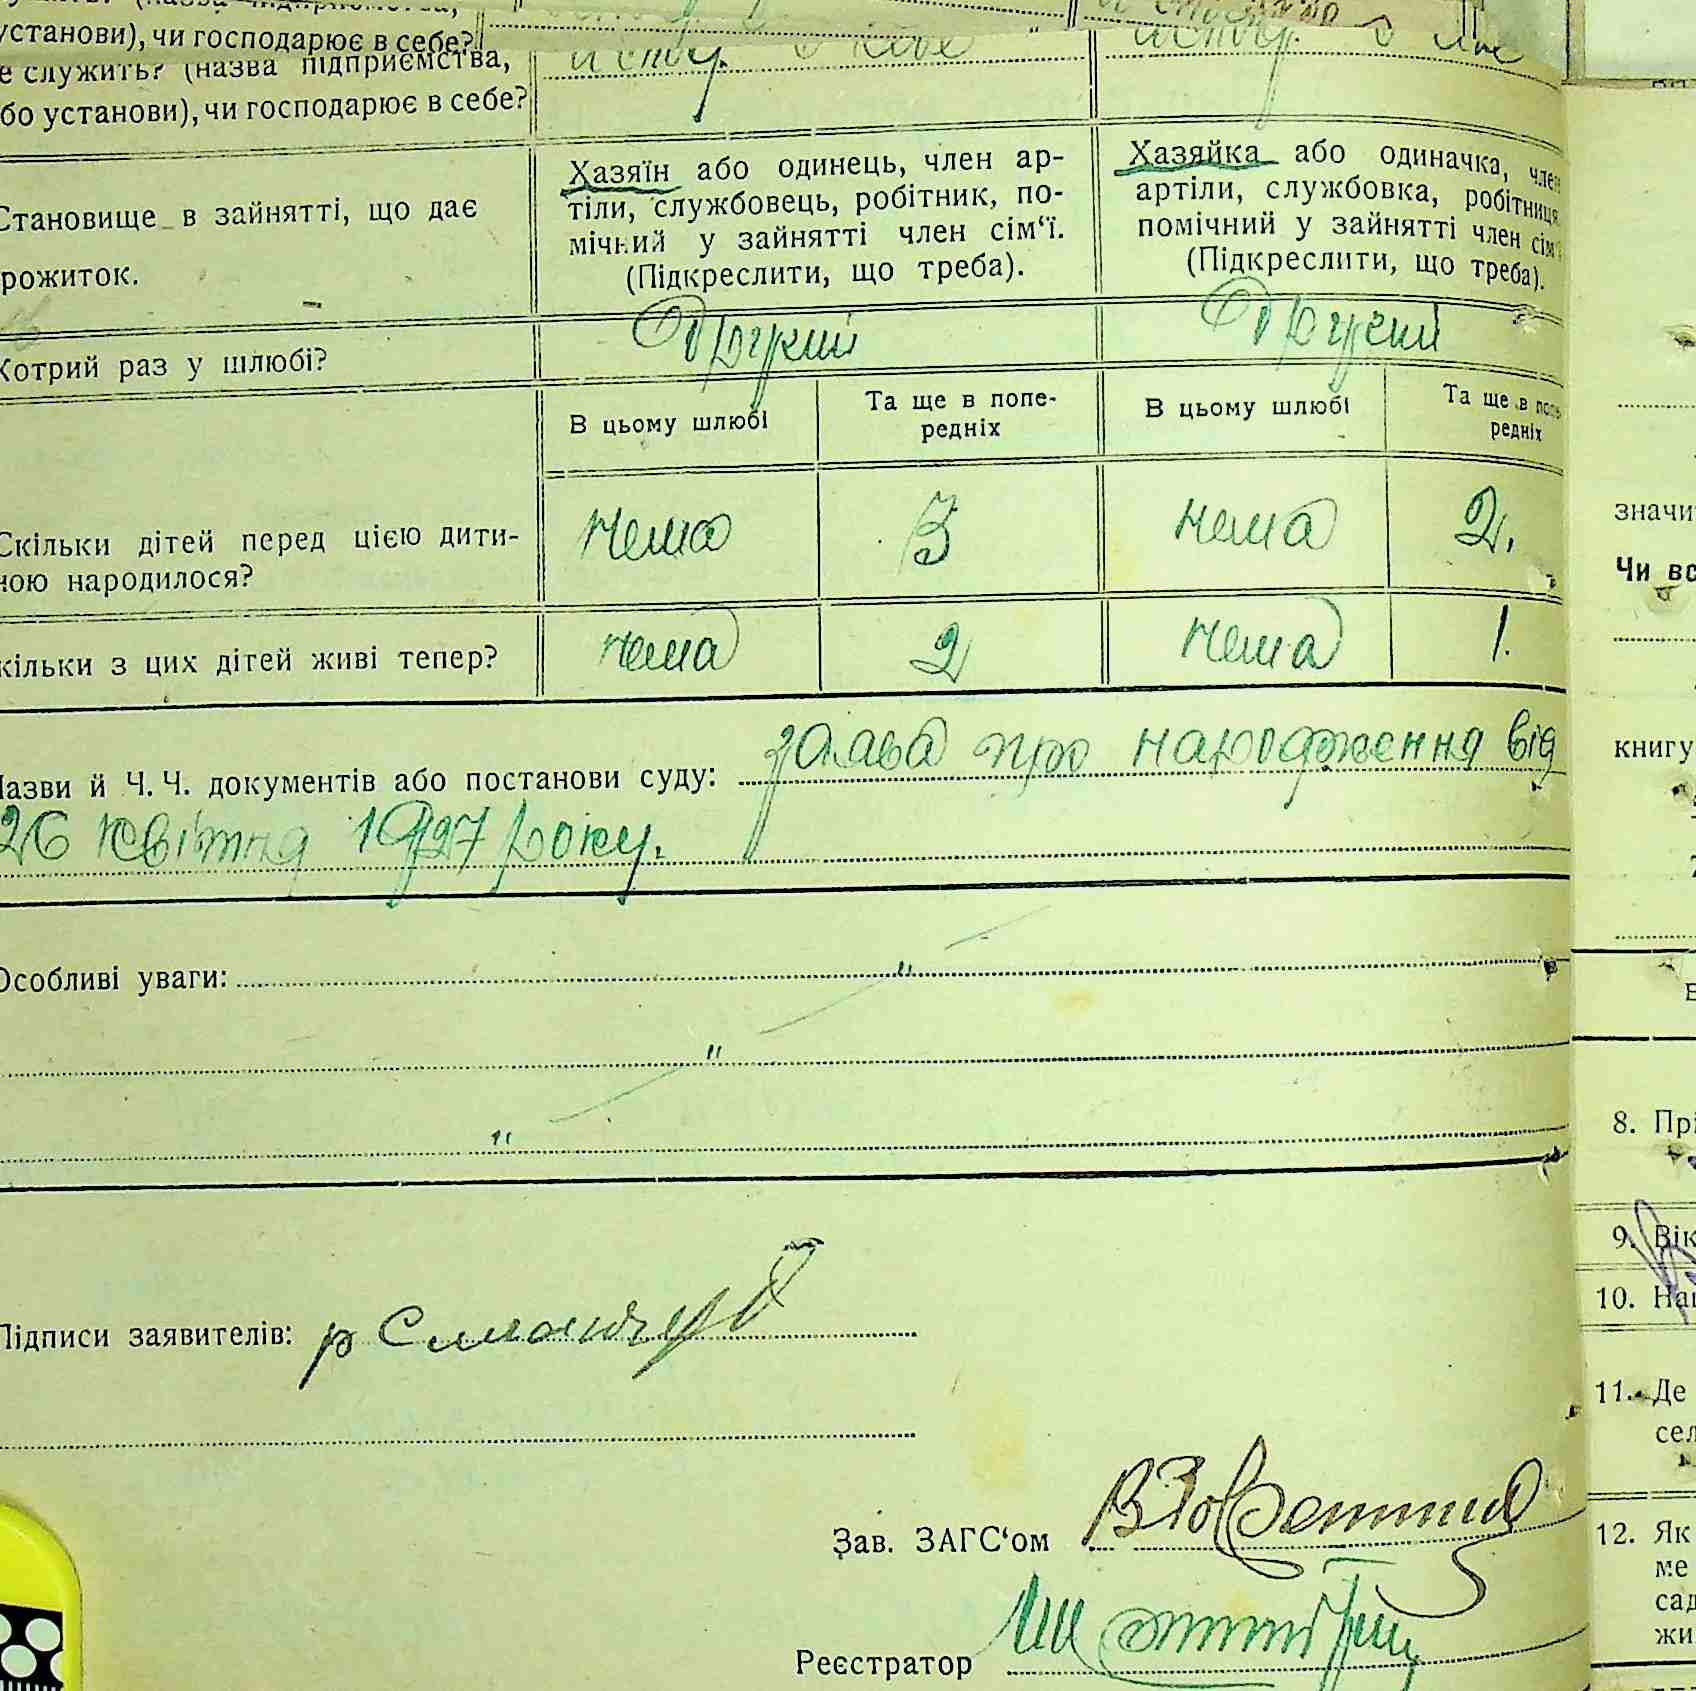 установи), чи господарює в себе?
е служить? (назва підприємства,
бо установи), чи господарює в себе?
Становище в зайнятті, що дає
рожиток.
Хазяїн або одинець, член ар-
тіли, службовець, робітник, по-
мічний у зайнятті член сім‘ї.
(Підкреслити, що треба).
Хазяйка або одиначка, член
артіли, службовка, робітниця,
помічний у зайнятті член сім‘ї
(Підкреслити, що треба).
Котрий раз у шлюбі?
Другий
Другий
В цьому шлюбі
Та ще в попе-
редніх
В цьому шлюбі
Та ще в попе-
редніх
Скільки дітей перед цією дити-
ною народилося?
нема
3
нема
2.
кільки з цих дітей живі тепер?
нема
2
нема
1.
Назви й Ч. Ч. документів або постанови суду: заява про народження від
26 квітня 1927 року.
Особливі уваги:
"
"
"
Підписи заявителів:
Зав. ЗАГС‘ом
Реєстратор
значи
Чи вс
книгу
8. Прі
9. Вік
10. Нац
11. Де
сел
12. Як
ме
сад
жи